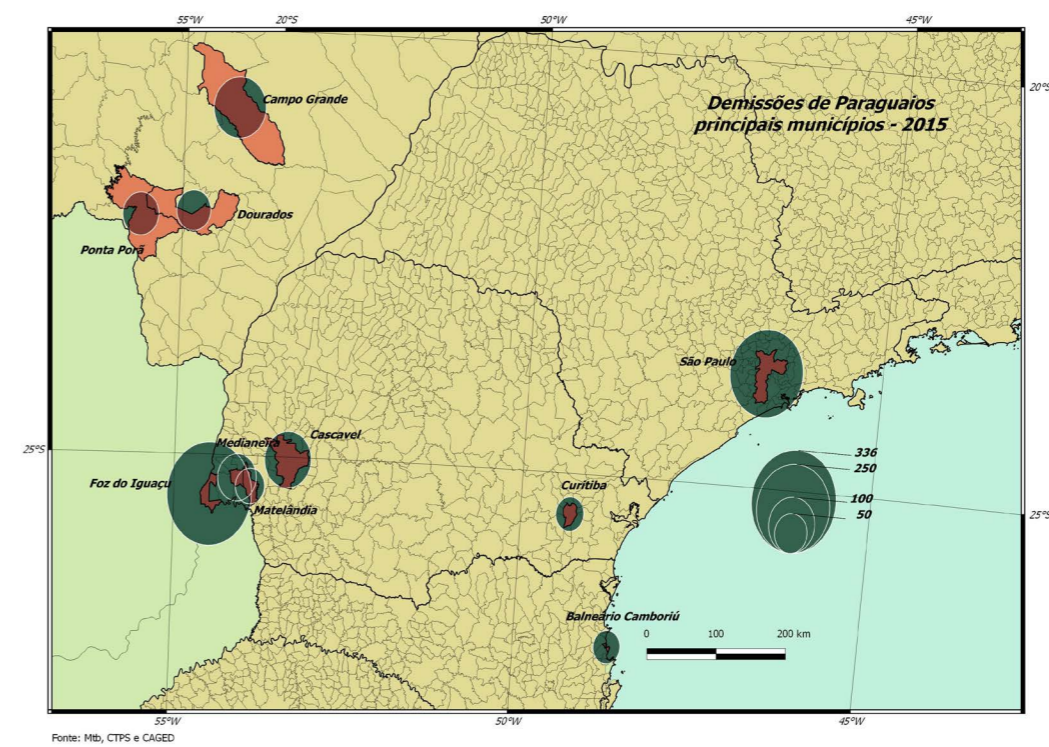 55°W
20°S
50°W
45°W
Demissões de Paraguaios
principais municípios - 2015
20°S
Campo Grande
Dourados
Ponta Porã
São Paulo
Cascavel
Medianeira
25°S
Foz do Iguaçu
Matelândia
Curitiba
336
250
100
50
25°S
Balneário Camboriú
0 100 200 km
55°W
50°W
45°W
Fonte: Mtb, CTPS e CAGED